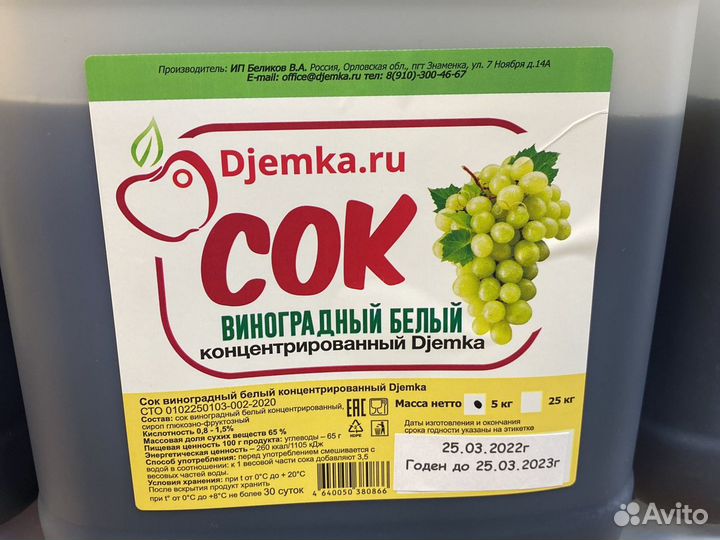 Производитель: ИП Беликов В.А. Россия, Орловская обл., пгт Знаменка, ул. 7 Ноября д.14А
E-mail: office@djemka.ru тел: 8(910)-300-46-67
Djemka.ru
СОК
ВИНОГРАДНЫЙ БЕЛЫЙ
концентрированный Djemka
Сок виноградный белый концентрированный Djemka
СТО 0102250103-002-2020
Состав: сок виноградный белый концентрированный,
сироп глюкозно-фруктозный
Кислотность 0,8 - 1,5%
Массовая доля сухих веществ 65 %
Пищевая ценность 100 г продукта: углеводы – 65 г
Энергетическая ценность – 260 ккал/1105 кДж
Способ употребления: перед употреблением смешивается с
водой в соотношении: к 1 весовой части сока добавляют 3,5
весовых частей воды.
Условия хранения: при t от 0°С до + 20°С
После вскрытия продукт хранить
при t° от 0°С до +8°С не более 30 суток
EAC
2
HDPE
4 640050 380866
Масса нетто 5 кг 25 кг
Даты изготовления и окончания
срока годности указаны на этикетке
25.03.2022г
Годен до 25.03.2023г
Avito